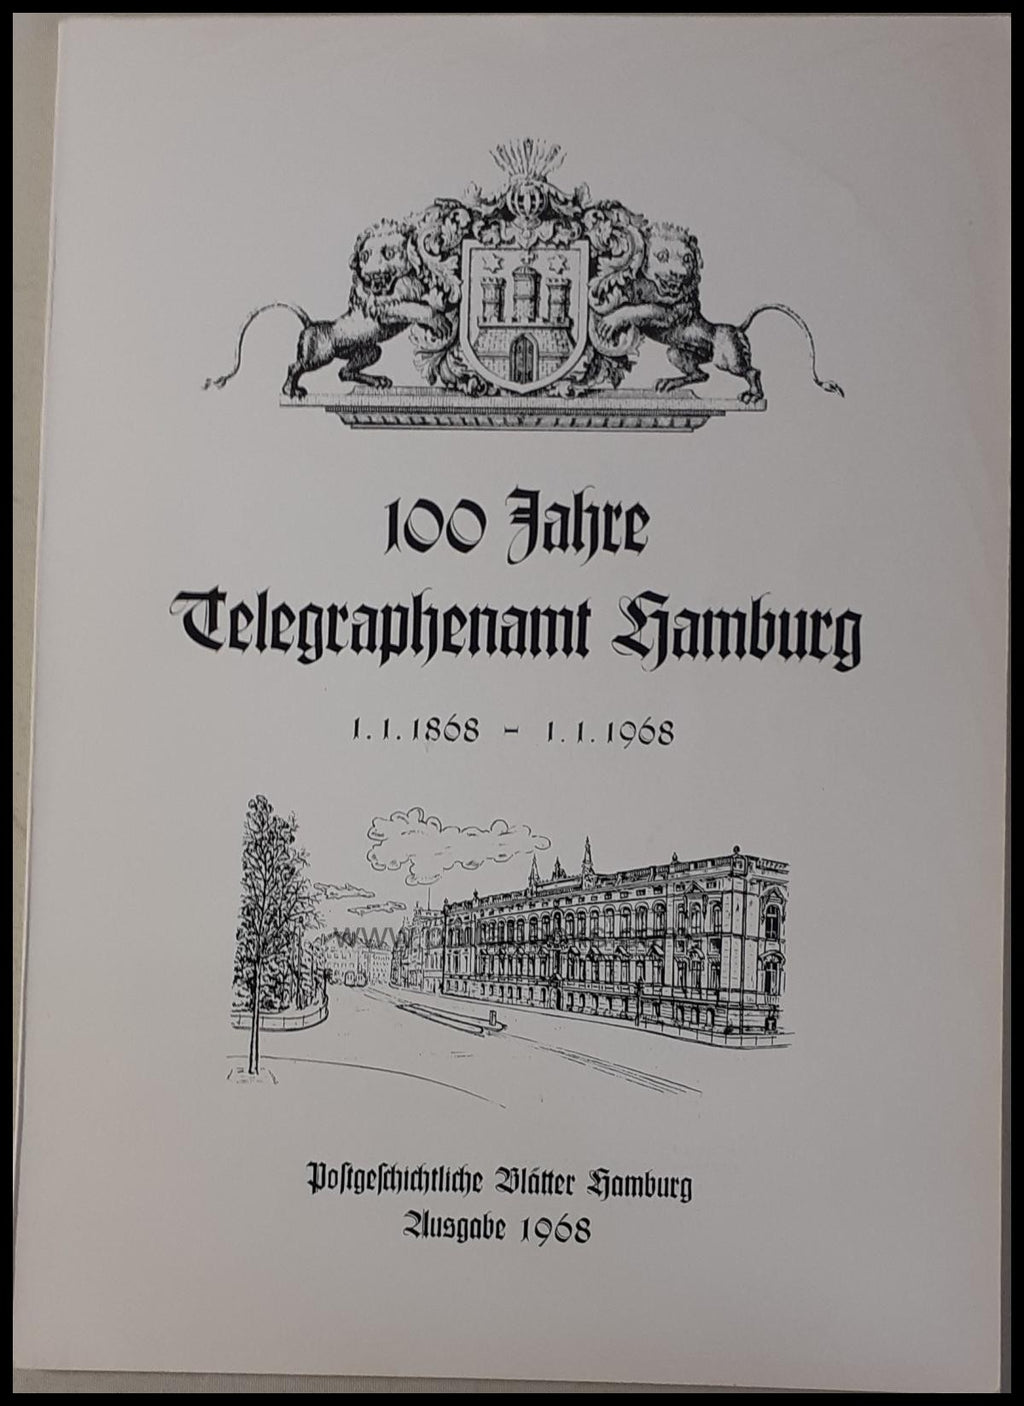 100 Jahre
Telegraphenamt Hamburg
1.1.1868 - 1.1.1968
Poſtgeſchichtliche Blätter Hamburg
Ausgabe 1968